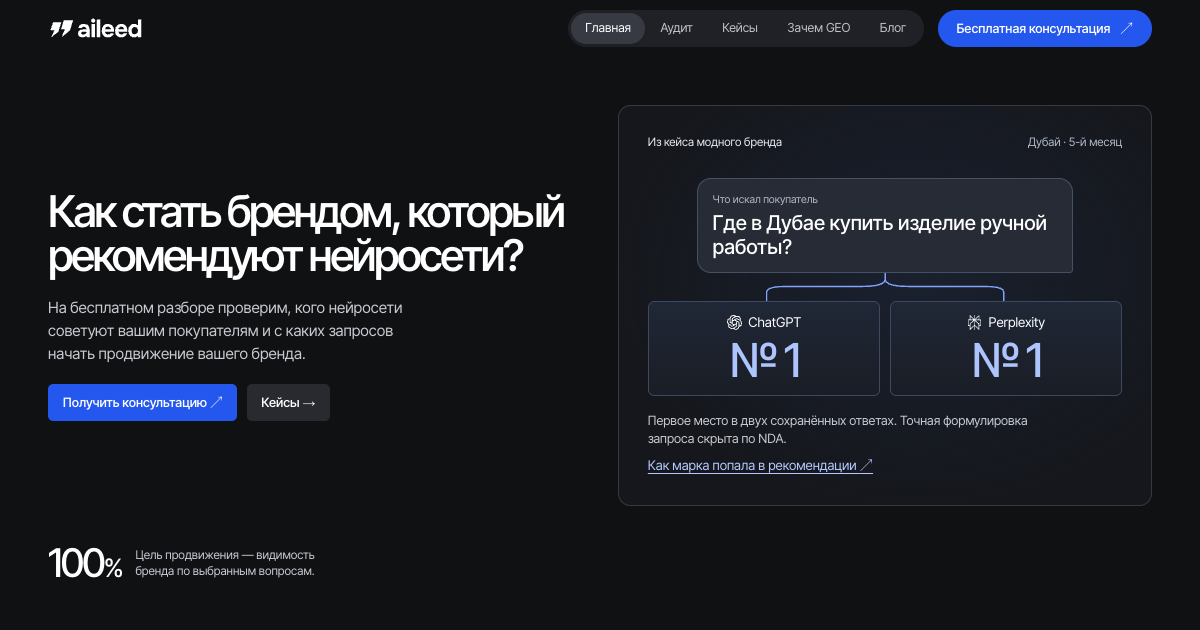 aileed
Главная
Аудит
Кейсы
Зачем GEO
Блог
Бесплатная консультация ↗
Как стать брендом, который
рекомендуют нейросети?
На бесплатном разборе проверим, кого нейросети
советуют вашим покупателям и с каких запросов
начать продвижение вашего бренда.
Получить консультацию ↗
Кейсы →
100%
Цель продвижения — видимость
бренда по выбранным вопросам.
Из кейса модного бренда
Дубай · 5-й месяц
Что искал покупатель
Где в Дубае купить изделие ручной
работы?
ChatGPT
№1
Perplexity
№1
Первое место в двух сохранённых ответах. Точная формулировка
запроса скрыта по NDA.
Как марка попала в рекомендации ↗